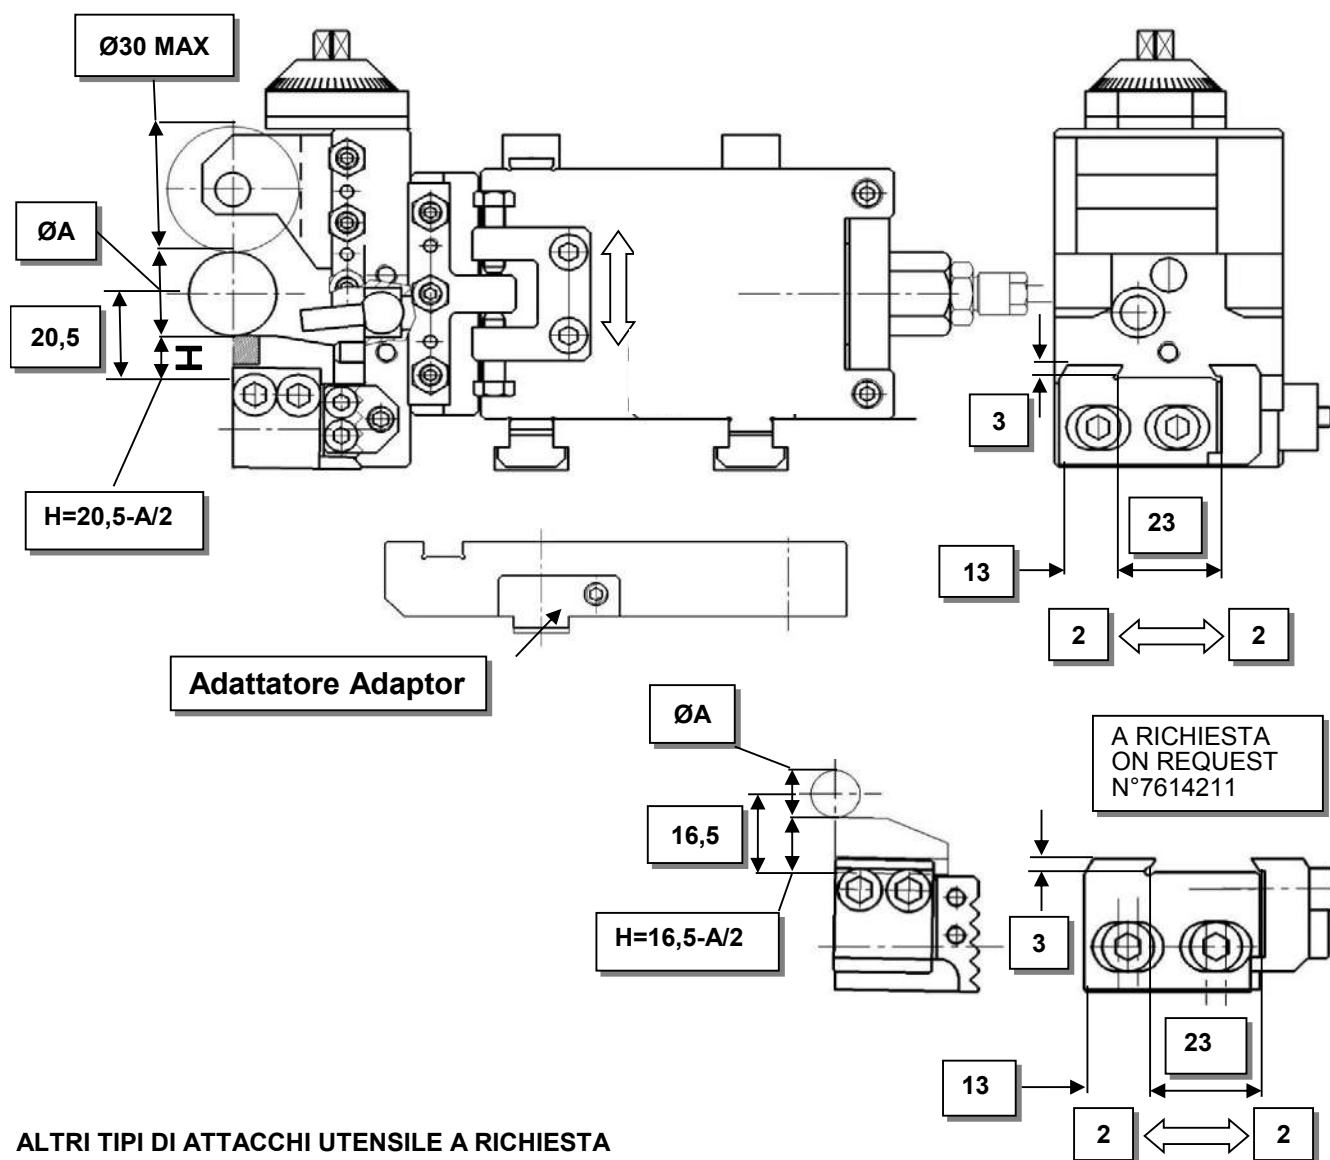 Ø30 MAX
ØA
20,5
H
H=20,5-A/2
3
23
13
2
2
Adattatore Adaptor
ØA
16,5
H=16,5-A/2
A RICHIESTA
ON REQUEST
N°7614211
3
23
13
2
2
ALTRI TIPI DI ATTACCHI UTENSILE A RICHIESTA